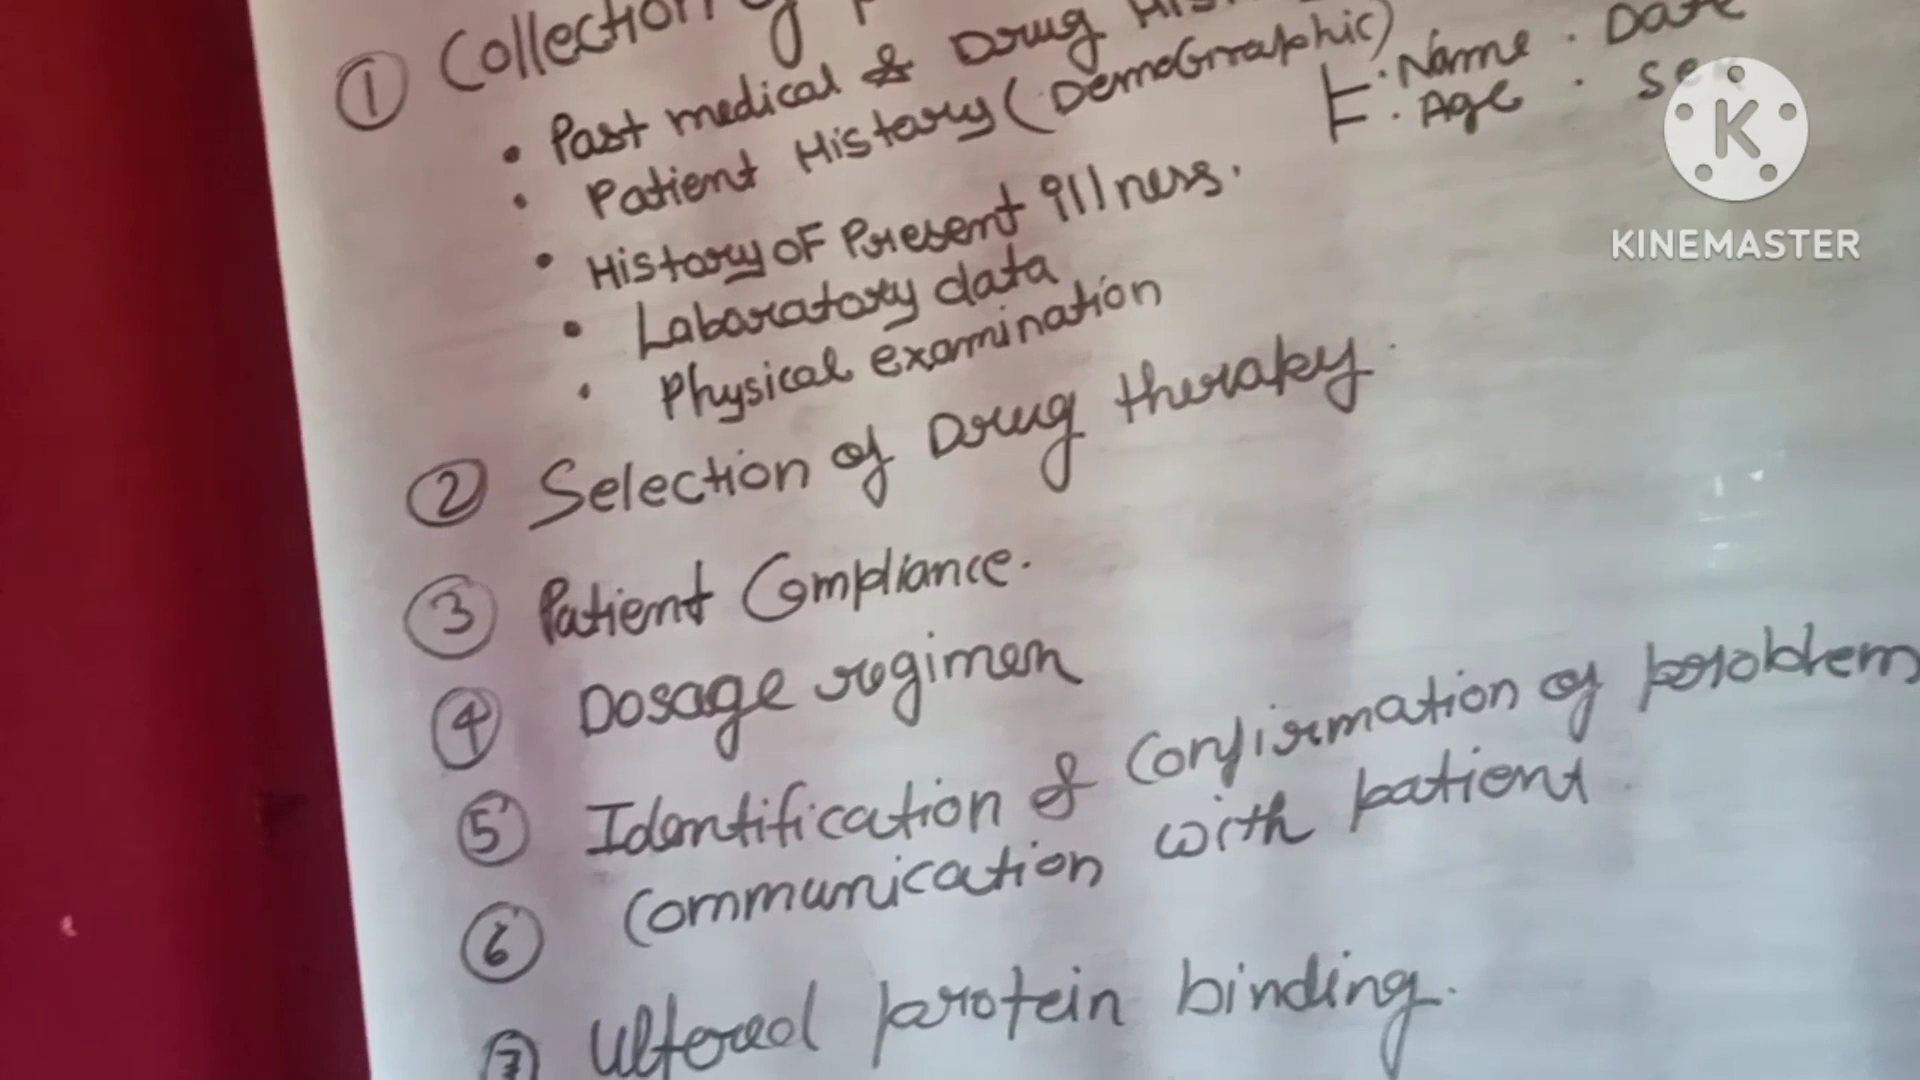 ① Collection
• Past medical & Drug
• Patient History (DemoGraphic)
• Name • Date
• Age • Sex
• History OF Present illness.
• Labaratory data
• Physical examination
② Selection of Drug therapy.
③ Patient Compliance.
④ Dosage regimen
⑤ Identification & Confirmation of problem
⑥ Communication with patient.
⑦ Ultered protein binding.
K
KINEMASTER